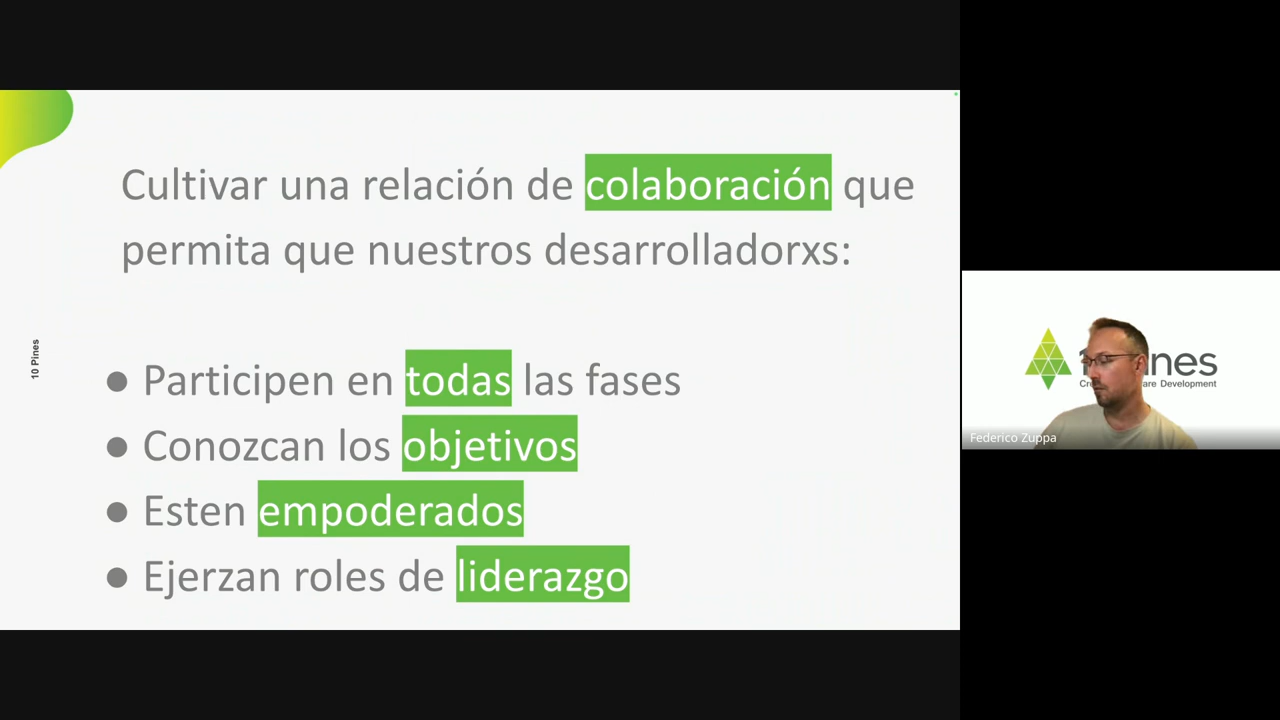 Cultivar una relación de colaboración que
permita que nuestros desarrolladorxs:
● Participen en todas las fases
● Conozcan los objetivos
● Esten empoderados
● Ejerzan roles de liderazgo
10 Pines
Federico Zuppa